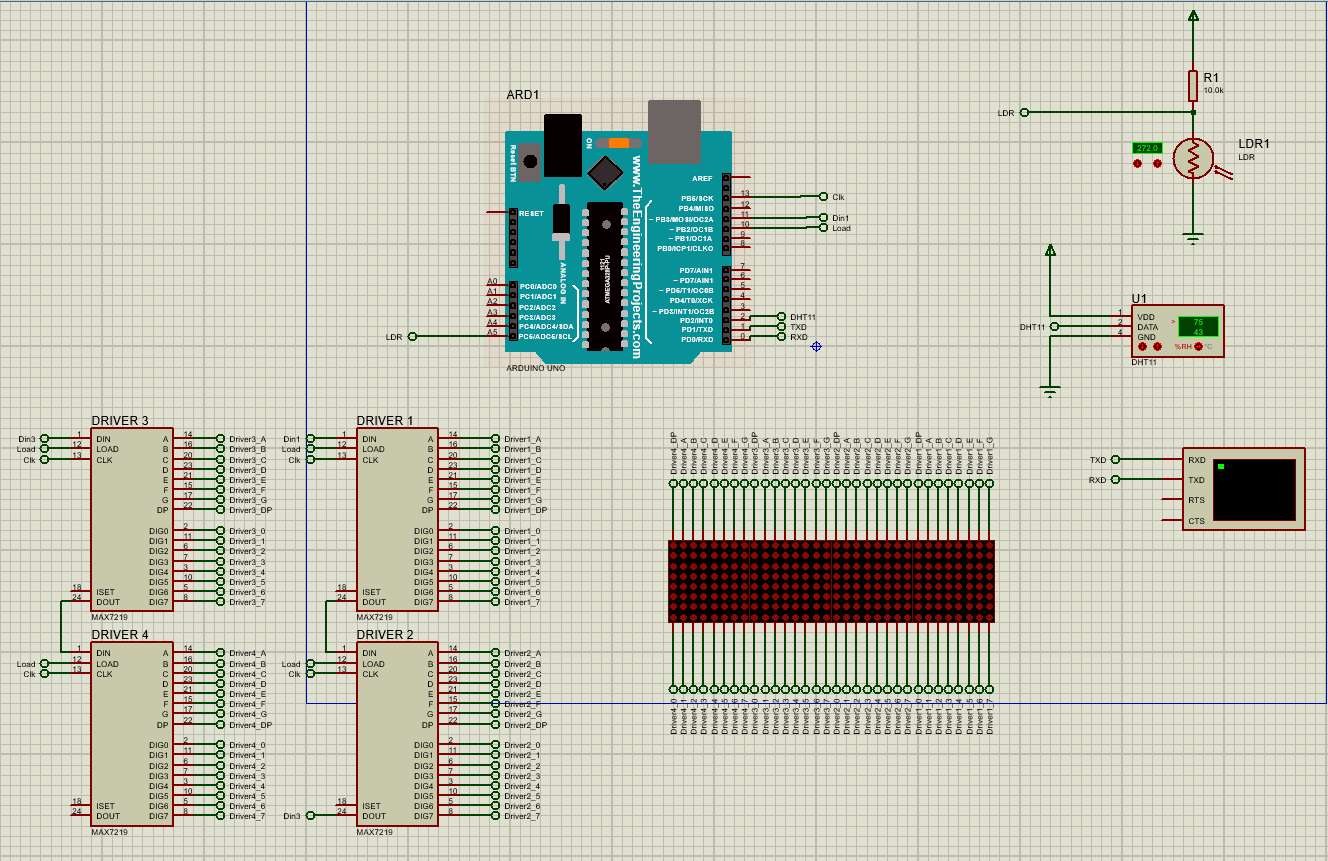 ARD1
ARDUINO UNO
Reset BTN
ON
RESET
ANALOG IN
ATMEGA328P-PU
1121
www.TheEngineeringProjects.com
A0 PC0/ADC0
A1 PC1/ADC1
A2 PC2/ADC2
A3 PC3/ADC3
A4 PC4/ADC4/SDA
LDR A5 PC5/ADC5/SCL
AREF
PB5/SCK 13 Clk
PB4/MISO 12
~ PB3/MOSI/OC2A 11 Din1
~ PB2/OC1B 10 Load
~ PB1/OC1A 9
PB0/ICP1/CLKO 8
PD7/AIN1 7
~ PD6/AIN1 6
~ PD5/T1/OC0B 5
PD4/T0/XCK 4
~ PD3/INT1/OC2B 3
PD2/INT0 2 DHT11
PD1/TXD 1 TXD
PD0/RXD 0 RXD
R1
10.0k
LDR
272.0
LDR1
LDR
U1
1 VDD
DHT11 2 DATA
4 GND
>
75
43
%RH °C
DHT11
TXD RXD
RXD TXD
RTS
CTS
DRIVER 3
Din3 1 DIN A 14 Driver3_A
Load 12 LOAD B 16 Driver3_B
Clk 13 CLK C 20 Driver3_C
D 23 Driver3_D
E 21 Driver3_E
F 15 Driver3_F
G 17 Driver3_G
DP 22 Driver3_DP
DIG0 2 Driver3_0
DIG1 11 Driver3_1
DIG2 6 Driver3_2
DIG3 7 Driver3_3
DIG4 3 Driver3_4
DIG5 10 Driver3_5
18 ISET DIG6 5 Driver3_6
24 DOUT DIG7 8 Driver3_7
MAX7219
DRIVER 1
Din1 1 DIN A 14 Driver1_A
Load 12 LOAD B 16 Driver1_B
Clk 13 CLK C 20 Driver1_C
D 23 Driver1_D
E 21 Driver1_E
F 15 Driver1_F
G 17 Driver1_G
DP 22 Driver1_DP
DIG0 2 Driver1_0
DIG1 11 Driver1_1
DIG2 6 Driver1_2
DIG3 7 Driver1_3
DIG4 3 Driver1_4
DIG5 10 Driver1_5
18 ISET DIG6 5 Driver1_6
24 DOUT DIG7 8 Driver1_7
MAX7219
DRIVER 4
1 DIN A 14 Driver4_A
Load 12 LOAD B 16 Driver4_B
Clk 13 CLK C 20 Driver4_C
D 23 Driver4_D
E 21 Driver4_E
F 15 Driver4_F
G 17 Driver4_G
DP 22 Driver4_DP
DIG0 2 Driver4_0
DIG1 11 Driver4_1
DIG2 6 Driver4_2
DIG3 7 Driver4_3
DIG4 3 Driver4_4
DIG5 10 Driver4_5
18 ISET DIG6 5 Driver4_6
24 DOUT DIG7 8 Driver4_7
MAX7219
DRIVER 2
1 DIN A 14 Driver2_A
Load 12 LOAD B 16 Driver2_B
Clk 13 CLK C 20 Driver2_C
D 23 Driver2_D
E 21 Driver2_E
F 15 Driver2_F
G 17 Driver2_G
DP 22 Driver2_DP
DIG0 2 Driver2_0
DIG1 11 Driver2_1
DIG2 6 Driver2_2
DIG3 7 Driver2_3
DIG4 3 Driver2_4
DIG5 10 Driver2_5
18 ISET DIG6 5 Driver2_6
Din3 24 DOUT DIG7 8 Driver2_7
MAX7219
Driver4_DP
Driver4_A
Driver4_B
Driver4_C
Driver4_D
Driver4_E
Driver4_F
Driver4_G
Driver3_DP
Driver3_A
Driver3_B
Driver3_C
Driver3_D
Driver3_E
Driver3_F
Driver3_G
Driver2_DP
Driver2_A
Driver2_B
Driver2_C
Driver2_D
Driver2_E
Driver2_F
Driver2_G
Driver1_DP
Driver1_A
Driver1_B
Driver1_C
Driver1_D
Driver1_E
Driver1_F
Driver1_G
Driver4_0
Driver4_1
Driver4_2
Driver4_3
Driver4_4
Driver4_5
Driver4_6
Driver4_7
Driver3_0
Driver3_1
Driver3_2
Driver3_3
Driver3_4
Driver3_5
Driver3_6
Driver3_7
Driver2_0
Driver2_1
Driver2_2
Driver2_3
Driver2_4
Driver2_5
Driver2_6
Driver2_7
Driver1_0
Driver1_1
Driver1_2
Driver1_3
Driver1_4
Driver1_5
Driver1_6
Driver1_7